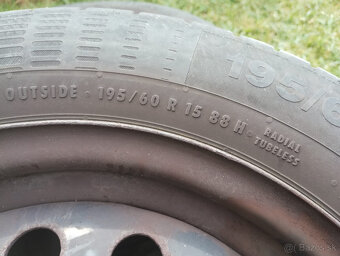 195/6
OUTSIDE · 195/60 R 15 88 H · RADIAL
TUBELESS
© Bazos.sk